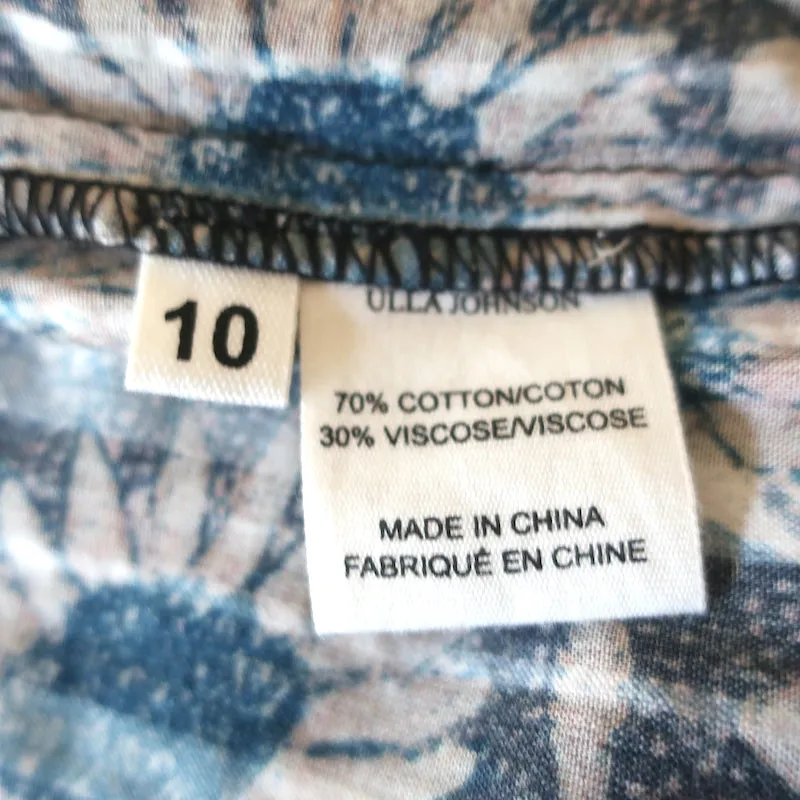 10
ULLA JOHNSON
70% COTTON/COTON
30% VISCOSE/VISCOSE
MADE IN CHINA
FABRIQUÉ EN CHINE